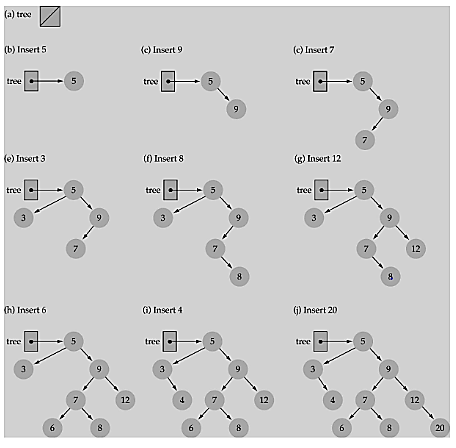 (a) tree
(b) Insert 5
(c) Insert 9
(c) Insert 7
tree 5
tree 5
9
tree 5
9
7
(e) Insert 3
(f) Insert 8
(g) Insert 12
tree 5
3 9
7
tree 5
3 9
7
8
tree 5
3 9
7 12
8
(h) Insert 6
(i) Insert 4
(j) Insert 20
tree 5
3 9
7 12
6 8
tree 5
3 9
4 7 12
6 8
tree 5
3 9
4 7 12
6 8 20